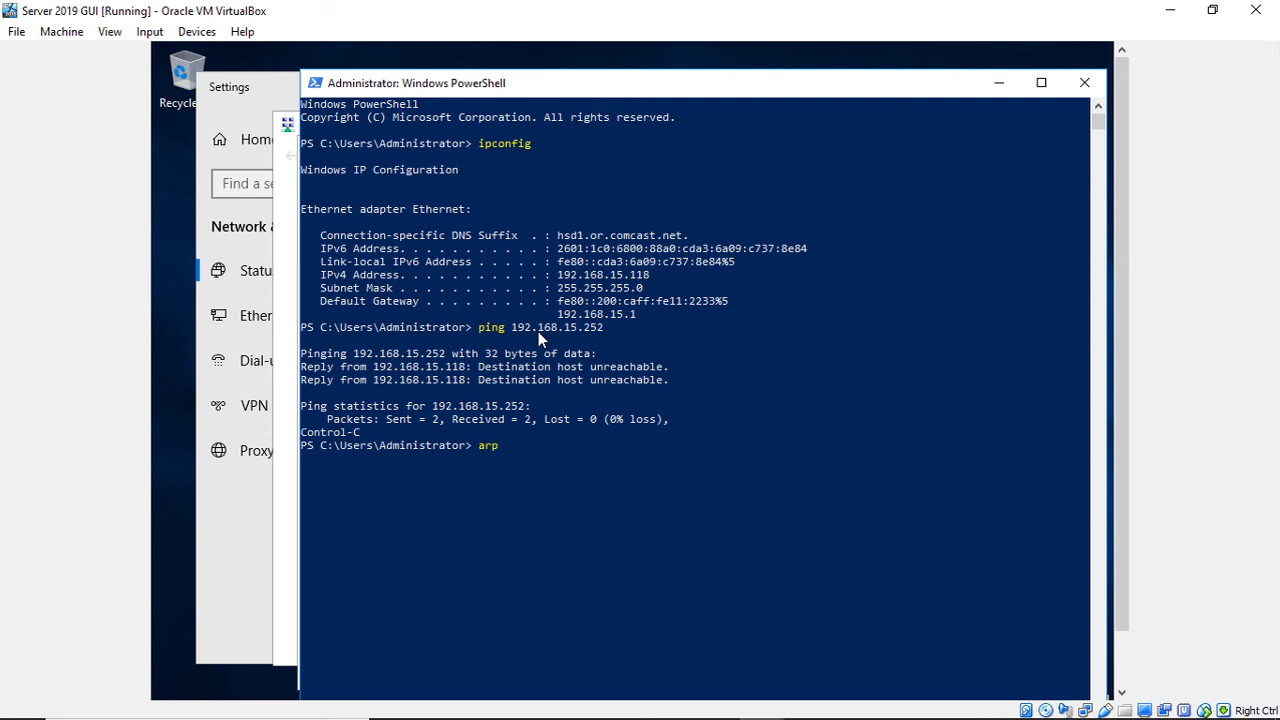 Server 2019 GUI [Running] - Oracle VM VirtualBox
File Machine View Input Devices Help
Recycle
Settings
Home
Find a se
Network &
Statu
Ether
Dial-u
VPN
Proxy
Administrator: Windows PowerShell
Windows PowerShell
Copyright (C) Microsoft Corporation. All rights reserved.
PS C:\Users\Administrator> ipconfig
Windows IP Configuration
Ethernet adapter Ethernet:
Connection-specific DNS Suffix . : hsd1.or.comcast.net.
IPv6 Address. . . . . . . . . . . : 2601:1c0:6800:88a0:cda3:6a09:c737:8e84
Link-local IPv6 Address . . . . . : fe80::cda3:6a09:c737:8e84%5
IPv4 Address. . . . . . . . . . . : 192.168.15.118
Subnet Mask . . . . . . . . . . . : 255.255.255.0
Default Gateway . . . . . . . . . : fe80::200:caff:fe11:2233%5
192.168.15.1
PS C:\Users\Administrator> ping 192.168.15.252
Pinging 192.168.15.252 with 32 bytes of data:
Reply from 192.168.15.118: Destination host unreachable.
Reply from 192.168.15.118: Destination host unreachable.
Ping statistics for 192.168.15.252:
Packets: Sent = 2, Received = 2, Lost = 0 (0% loss),
Control-C
PS C:\Users\Administrator> arp
Right Ctrl